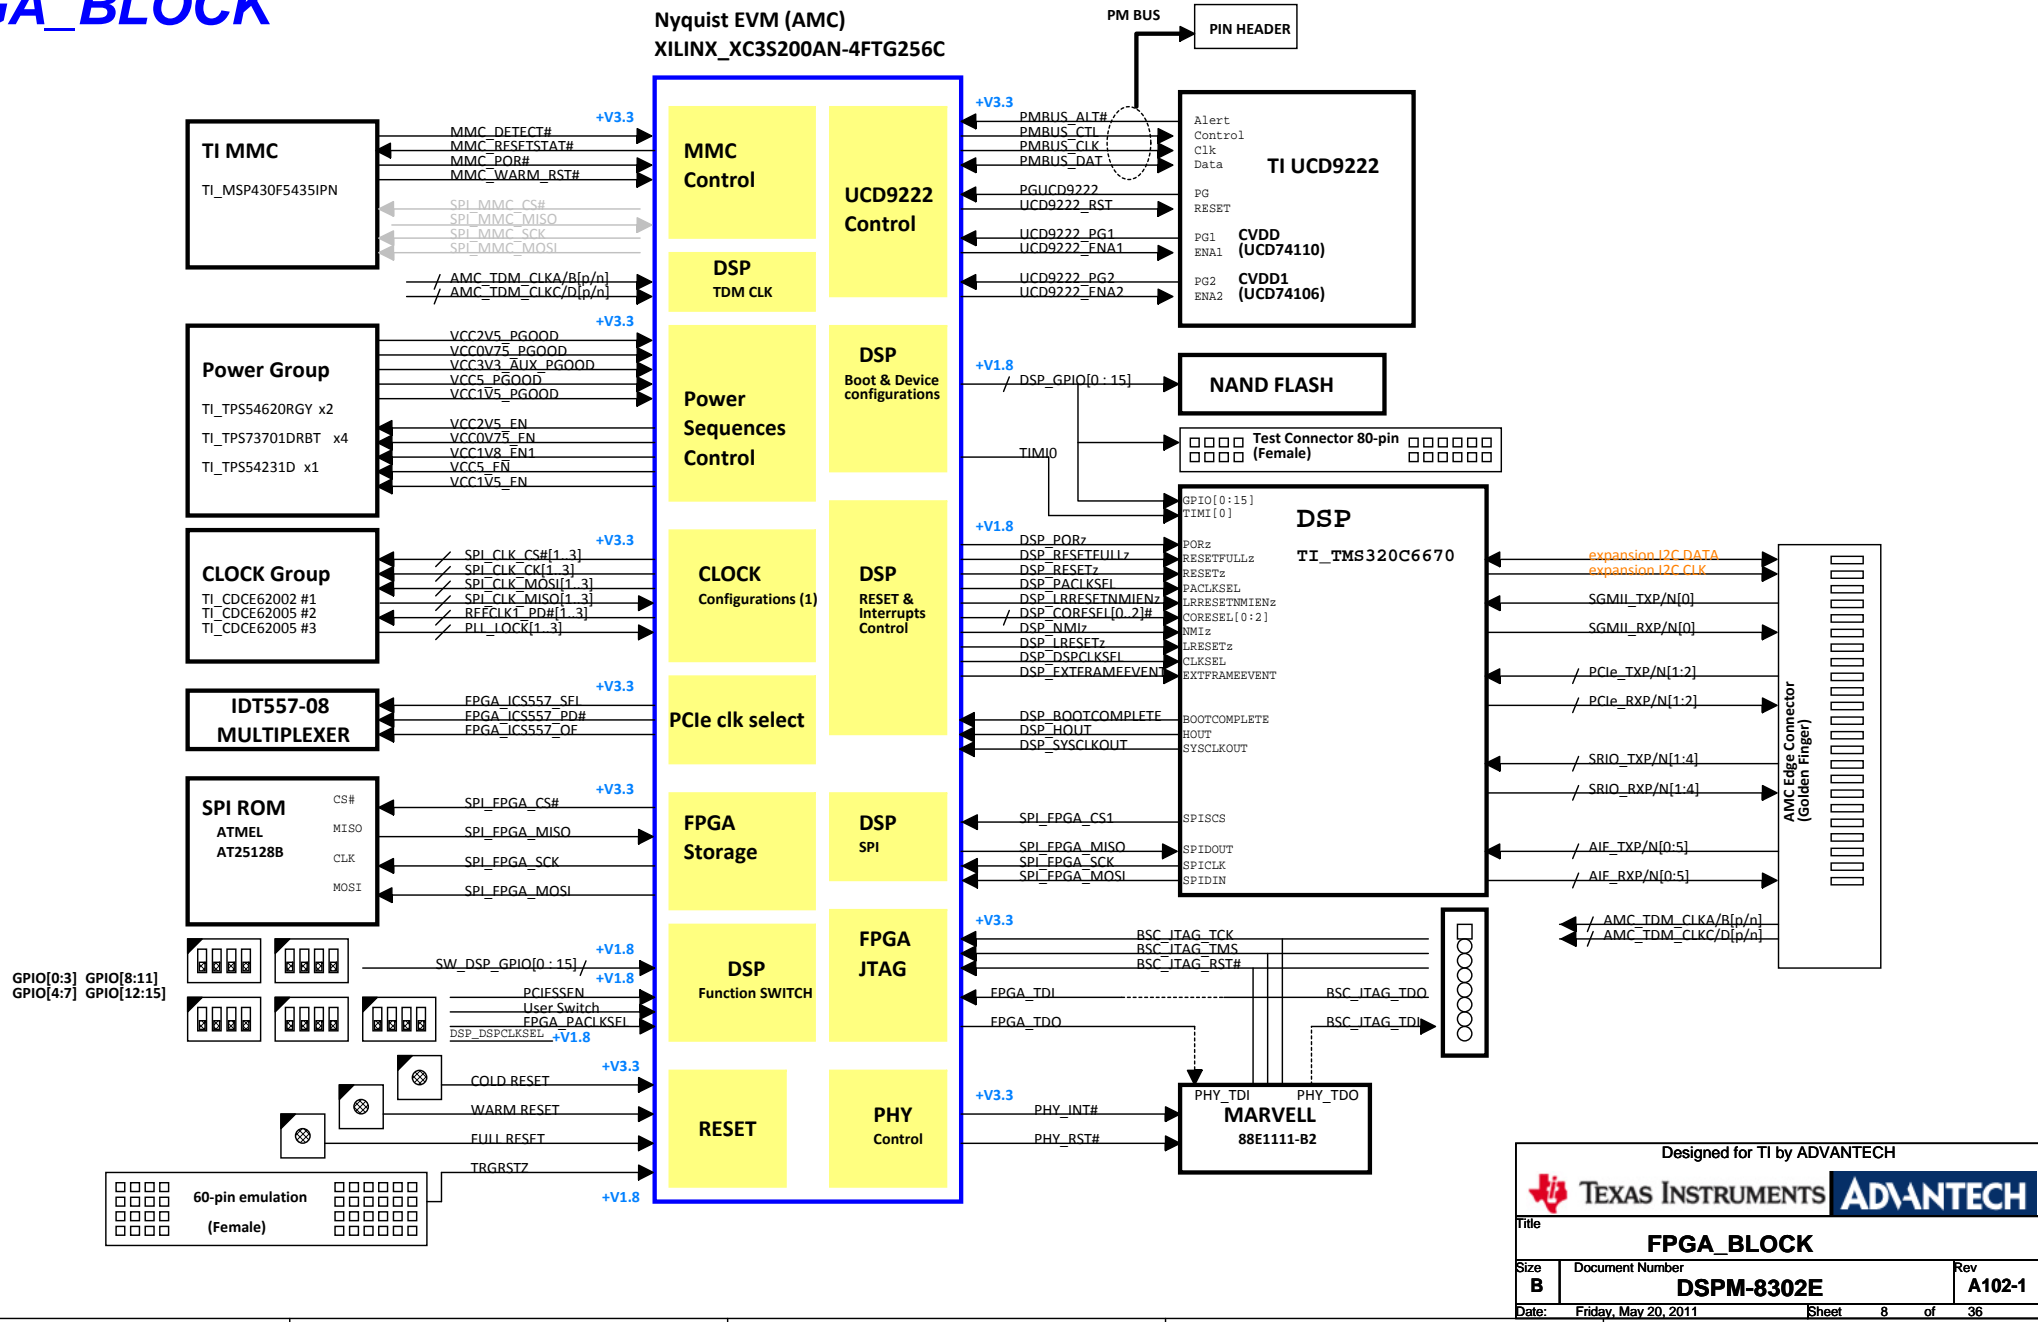 GA_BLOCK
Nyquist EVM (AMC)
XILINX_XC3S200AN-4FTG256C
PM BUS
PIN HEADER
TI MMC
TI_MSP430F5435IPN
+V3.3
MMC_DETECT#
MMC_RESETSTAT#
MMC_POR#
MMC_WARM_RST#
SPI_MMC_CS#
SPI_MMC_MISO
SPI_MMC_SCK
SPI_MMC_MOSI
AMC_TDM_CLKA/B[p/n]
AMC_TDM_CLKC/D[p/n]
Power Group
TI_TPS54620RGY x2
TI_TPS73701DRBT x4
TI_TPS54231D x1
+V3.3
VCC2V5_PGOOD
VCC0V75_PGOOD
VCC3V3_AUX_PGOOD
VCC5_PGOOD
VCC1V5_PGOOD
VCC2V5_EN
VCC0V75_EN
VCC1V8_EN1
VCC5_EN
VCC1V5_EN
CLOCK Group
TI_CDCE62002 #1
TI_CDCE62005 #2
TI_CDCE62005 #3
+V3.3
SPI_CLK_CS#[1..3]
SPI_CLK_CK[1..3]
SPI_CLK_MOSI[1..3]
SPI_CLK_MISO[1..3]
REFCLK1_PD#[1..3]
PLL_LOCK[1..3]
IDT557-08
MULTIPLEXER
+V3.3
FPGA_ICS557_SEL
FPGA_ICS557_PD#
FPGA_ICS557_OE
SPI ROM
ATMEL
AT25128B
CS#
MISO
CLK
MOSI
+V3.3
SPI_FPGA_CS#
SPI_FPGA_MISO
SPI_FPGA_SCK
SPI_FPGA_MOSI
GPIO[0:3] GPIO[8:11]
GPIO[4:7] GPIO[12:15]
+V1.8
SW_DSP_GPIO[0 : 15]
+V1.8
PCIESSEN
User Switch
FPGA_PACLKSEL
DSP_DSPCLKSEL
+V1.8
+V3.3
COLD RESET
WARM RESET
FULL RESET
TRGRSTZ
+V1.8
60-pin emulation
(Female)
MMC
Control
DSP
TDM CLK
Power
Sequences
Control
CLOCK
Configurations (1)
PCIe clk select
FPGA
Storage
DSP
Function SWITCH
RESET
UCD9222
Control
DSP
Boot & Device
configurations
DSP
RESET &
Interrupts
Control
DSP
SPI
FPGA
JTAG
PHY
Control
+V3.3
PMBUS_ALT#
PMBUS_CTL
PMBUS_CLK
PMBUS_DAT
PGUCD9222
UCD9222_RST
UCD9222_PG1
UCD9222_ENA1
UCD9222_PG2
UCD9222_ENA2
Alert
Control
Clk
Data
PG
RESET
PG1
ENA1
PG2
ENA2
TI UCD9222
CVDD
(UCD74110)
CVDD1
(UCD74106)
+V1.8
DSP_GPIO[0 : 15]
TIMI0
NAND FLASH
Test Connector 80-pin
(Female)
+V1.8
DSP_PORz
DSP_RESETFULLz
DSP_RESETz
DSP_PACLKSEL
DSP_LRRESETNMIENz
DSP_CORESEL[0..2]#
DSP_NMIz
DSP_LRESETz
DSP_DSPCLKSEL
DSP_EXTFRAMEEVENT
DSP_BOOTCOMPLETE
DSP_HOUT
DSP_SYSCLKOUT
SPI_FPGA_CS1
SPI_FPGA_MISO
SPI_FPGA_SCK
SPI_FPGA_MOSI
GPIO[0:15]
TIMI[0]
PORz
RESETFULLz
RESETz
PACLKSEL
LRRESETNMIENz
CORESEL[0:2]
NMIz
LRESETz
CLKSEL
EXTFRAMEEVENT
BOOTCOMPLETE
HOUT
SYSCLKOUT
SPISCS
SPIDOUT
SPICLK
SPIDIN
DSP
TI_TMS320C6670
expansion I2C DATA
expansion I2C CLK
SGMII_TXP/N[0]
SGMII_RXP/N[0]
PCIe_TXP/N[1:2]
PCIe_RXP/N[1:2]
SRIO_TXP/N[1:4]
SRIO_RXP/N[1:4]
AIF_TXP/N[0:5]
AIF_RXP/N[0:5]
AMC_TDM_CLKA/B[p/n]
AMC_TDM_CLKC/D[p/n]
AMC Edge Connector
(Golden Finger)
+V3.3
BSC_JTAG_TCK
BSC_JTAG_TMS
BSC_JTAG_RST#
FPGA_TDI
BSC_JTAG_TDO
FPGA_TDO
BSC_JTAG_TDI
+V3.3
PHY_INT#
PHY_RST#
PHY_TDI
PHY_TDO
MARVELL
88E1111-B2
Designed for TI by ADVANTECH
TEXAS INSTRUMENTS
ADVANTECH
Title
FPGA_BLOCK
Size
B
Document Number
DSPM-8302E
Rev
A102-1
Date: Friday, May 20, 2011 Sheet 8 of 36